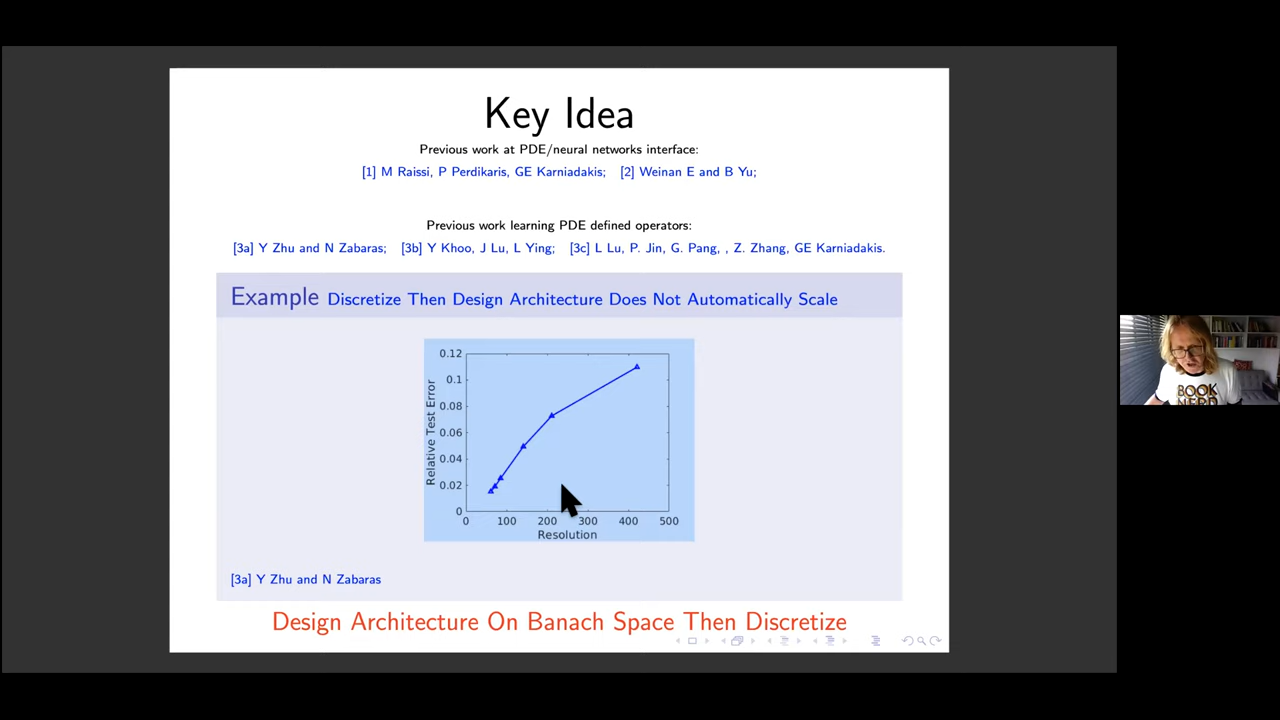 Key Idea
Previous work at PDE/neural networks interface:
[1] M Raissi, P Perdikaris, GE Karniadakis; [2] Weinan E and B Yu;
Previous work learning PDE defined operators:
[3a] Y Zhu and N Zabaras; [3b] Y Khoo, J Lu, L Ying; [3c] L Lu, P. Jin, G. Pang, , Z. Zhang, GE Karniadakis.
Example Discretize Then Design Architecture Does Not Automatically Scale
Relative Test Error
0.12
0.1
0.08
0.06
0.04
0.02
0
0 100 200 300 400 500
Resolution
[3a] Y Zhu and N Zabaras
Design Architecture On Banach Space Then Discretize
BOOK
NERD